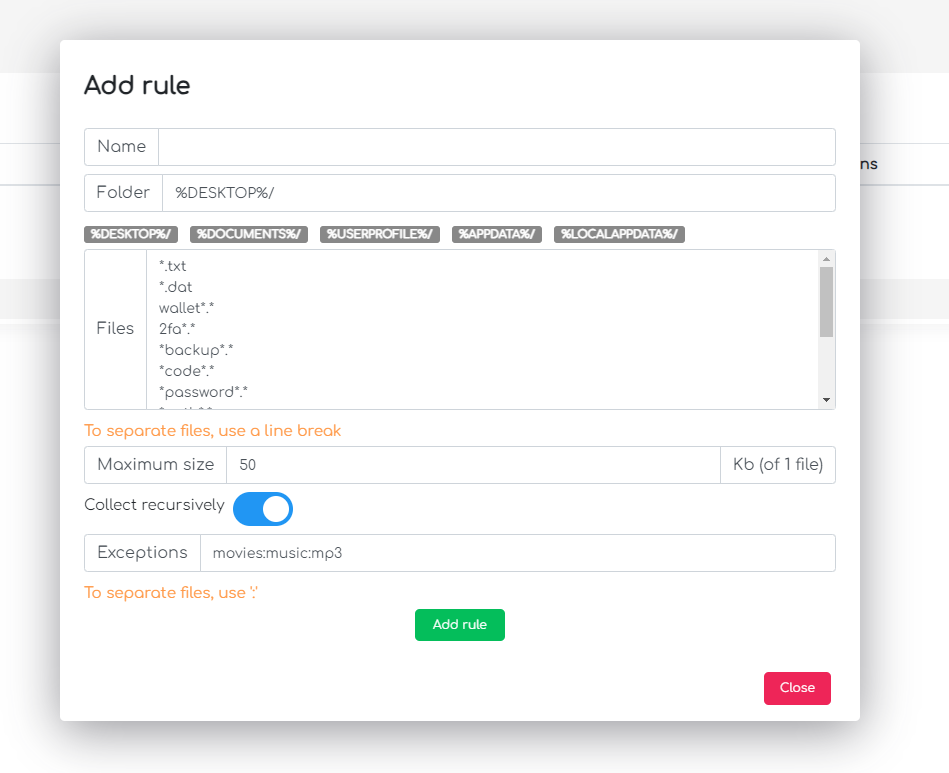 Add rule
ns
Name
Folder %DESKTOP%/
%DESKTOP%/ %DOCUMENTS%/ %USERPROFILE%/ %APPDATA%/ %LOCALAPPDATA%/
Files
*.txt
*.dat
wallet*.*
2fa*.*
*backup*.*
*code*.*
*password*.*
To separate files, use a line break
Maximum size 50 Kb (of 1 file)
Collect recursively
Exceptions movies:music:mp3
To separate files, use ':'
Add rule
Close